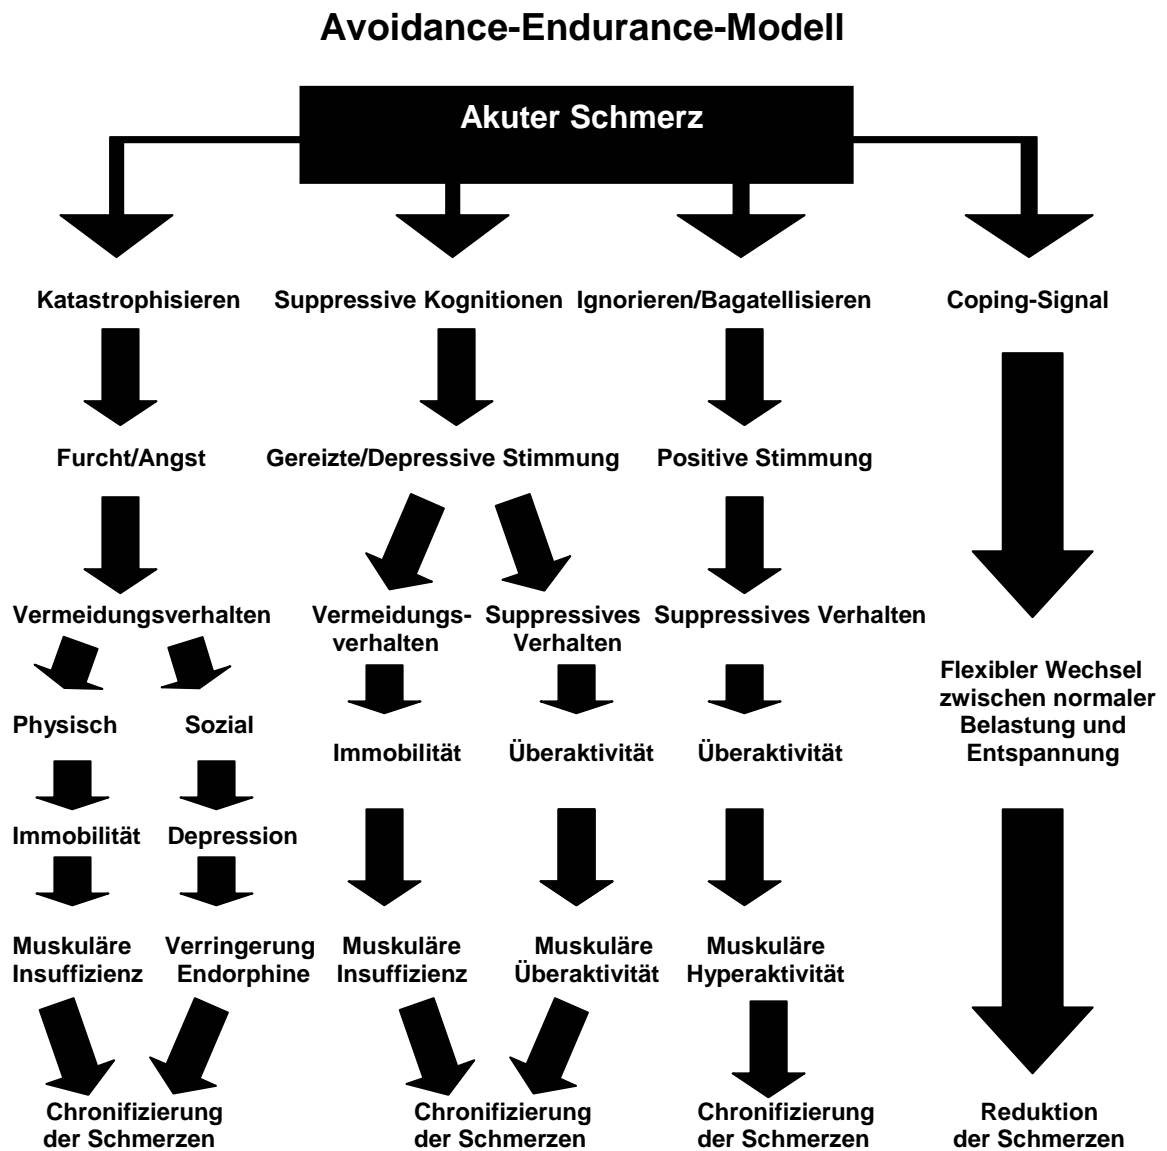 Avoidance-Endurance-Modell
Akuter Schmerz
Katastrophisieren
Suppressive Kognitionen
Ignorieren/Bagatellisieren
Coping-Signal
Furcht/Angst
Gereizte/Depressive Stimmung
Positive Stimmung
Vermeidungsverhalten
Vermeidungs-
verhalten
Suppressives
Verhalten
Suppressives Verhalten
Flexibler Wechsel
zwischen normaler
Belastung und
Entspannung
Physisch
Sozial
Immobilität
Überaktivität
Überaktivität
Immobilität
Depression
Muskuläre
Insuffizienz
Verringerung
Endorphine
Muskuläre
Insuffizienz
Muskuläre
Überaktivität
Muskuläre
Hyperaktivität
Chronifizierung
der Schmerzen
Chronifizierung
der Schmerzen
Chronifizierung
der Schmerzen
Reduktion
der Schmerzen